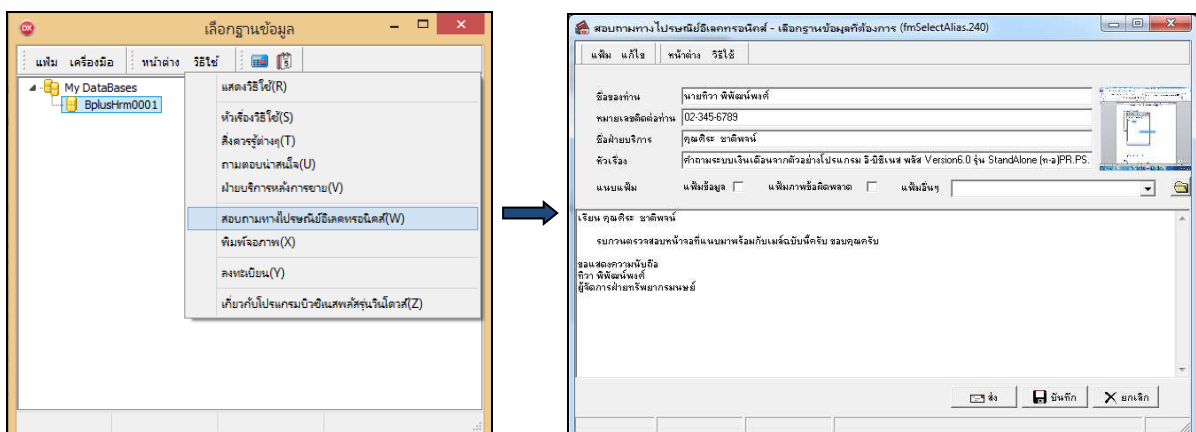 เลือกฐานข้อมูล
แฟ้ม เครื่องมือ หน้าต่าง วิธีใช้
My DataBases
BplusHrm0001
แสดงวิธีใช้(R)
หัวเรื่องวิธีใช้(S)
สิ่งควรรู้ต่างๆ(T)
ถามตอบน่าสนใจ(U)
ฝ่ายบริการหลังการขาย(V)
สอบถามทางไปรษณีย์อิเลคทรอนิคส์(W)
พิมพ์จอภาพ(X)
ลงทะเบียน(Y)
เกี่ยวกับโปรแกรมบิวซิเนสพลัสรุ่นวินโดวส์(Z)
สอบถามทางไปรษณีย์อิเลคทรอนิคส์ - เลือกฐานข้อมูลที่ต้องการ (fmSelectAlias.240)
แฟ้ม แก้ไข หน้าต่าง วิธีใช้
ชื่อของท่าน นายทิวา พิพัฒน์พงศ์
หมายเลขติดต่อท่าน 02-345-6789
ชื่อฝ่ายบริการ คุณศิระ ชาติพจน์
หัวเรื่อง คำถามระบบเงินเดือนจากตัวอย่างโปรแกรม อี-บิซิเนส พลัส Version6.0 รุ่น StandAlone (ท-ล)PR.PS.
แนบแฟ้ม แฟ้มข้อมูล แฟ้มภาพข้อผิดพลาด แฟ้มอื่นๆ
เรียน คุณศิระ ชาติพจน์
รบกวนตรวจสอบหน้าจอที่แนบมาพร้อมกับเมล์ฉบับนี้ครับ ขอบคุณครับ
ขอแสดงความนับถือ
ทิวา พิพัฒน์พงศ์
ผู้จัดการฝ่ายทรัพยากรมนุษย์
ส่ง บันทึก ยกเลิก